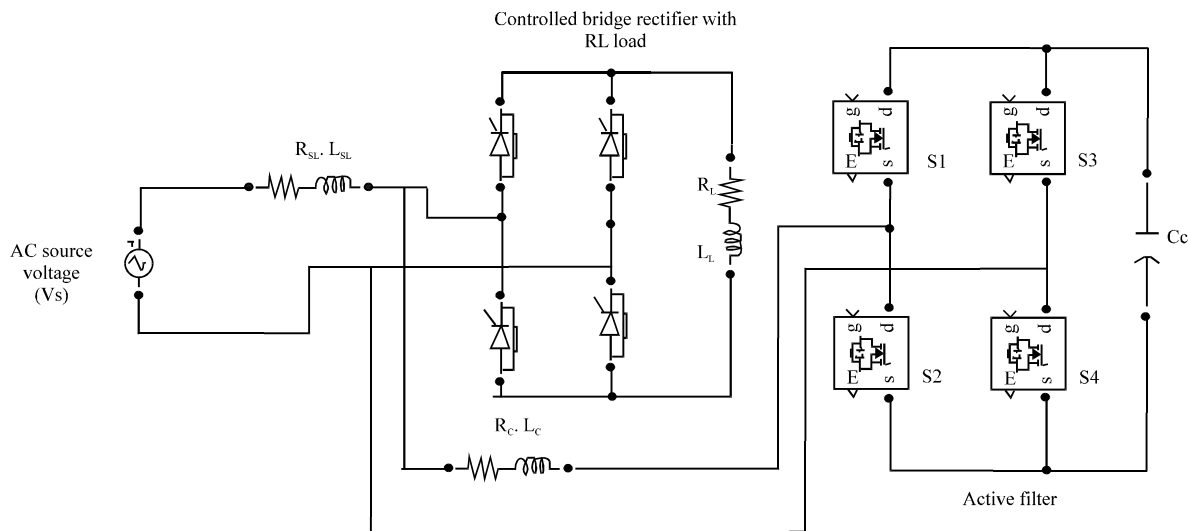 Controlled bridge rectifier with
RL load
R_SL. L_SL
AC source
voltage
(Vs)
R_L
L_L
R_C. L_C
g d
E s
S1
g d
E s
S3
g d
E s
S2
g d
E s
S4
Cc
Active filter